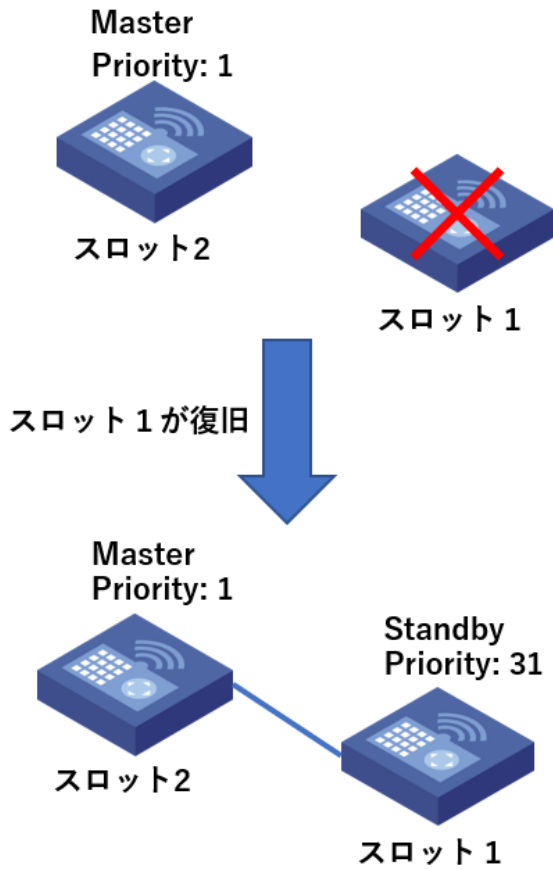 Master
Priority: 1
スロット2
スロット 1
スロット 1 が復旧
Master
Priority: 1
Standby
Priority: 31
スロット2
スロット 1